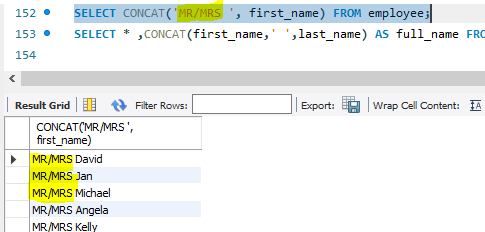 152 SELECT CONCAT('MR/MRS ', first_name) FROM employee;
153 SELECT * ,CONCAT(first_name,' ',last_name) AS full_name FRO
154
Result Grid Filter Rows: Export: Wrap Cell Content:
CONCAT('MR/MRS ',
first_name)
MR/MRS David
MR/MRS Jan
MR/MRS Michael
MR/MRS Angela
MR/MRS Kelly